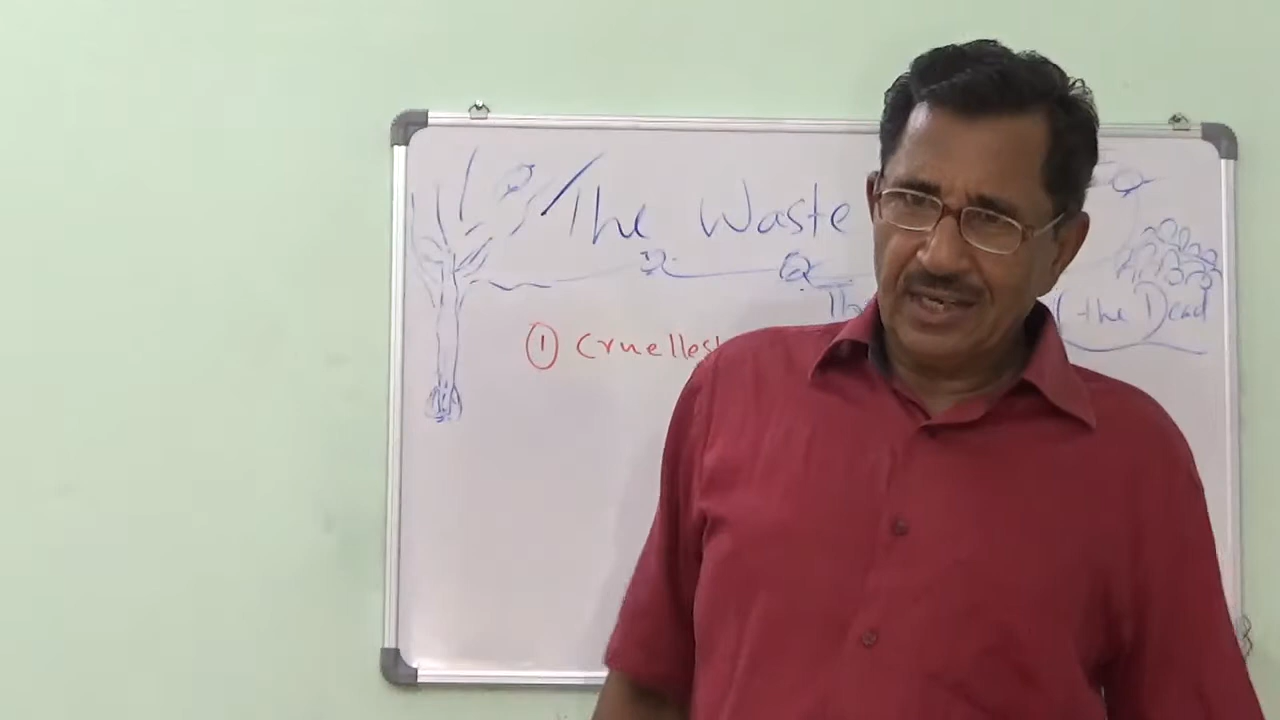 The Waste
(the Dead
① Cruellest